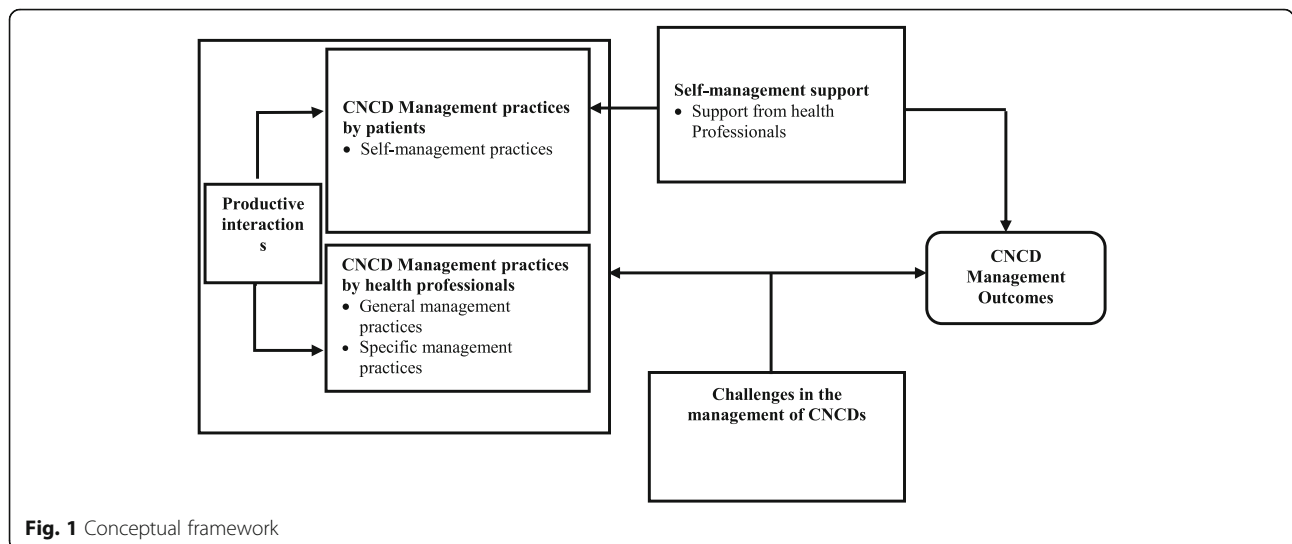 CNCD Management practices
by patients
• Self-management practices
Self-management support
• Support from health
Professionals
Productive
interaction
s
CNCD Management practices
by health professionals
• General management
practices
• Specific management
practices
CNCD
Management
Outcomes
Challenges in the
management of CNCDs
Fig. 1 Conceptual framework